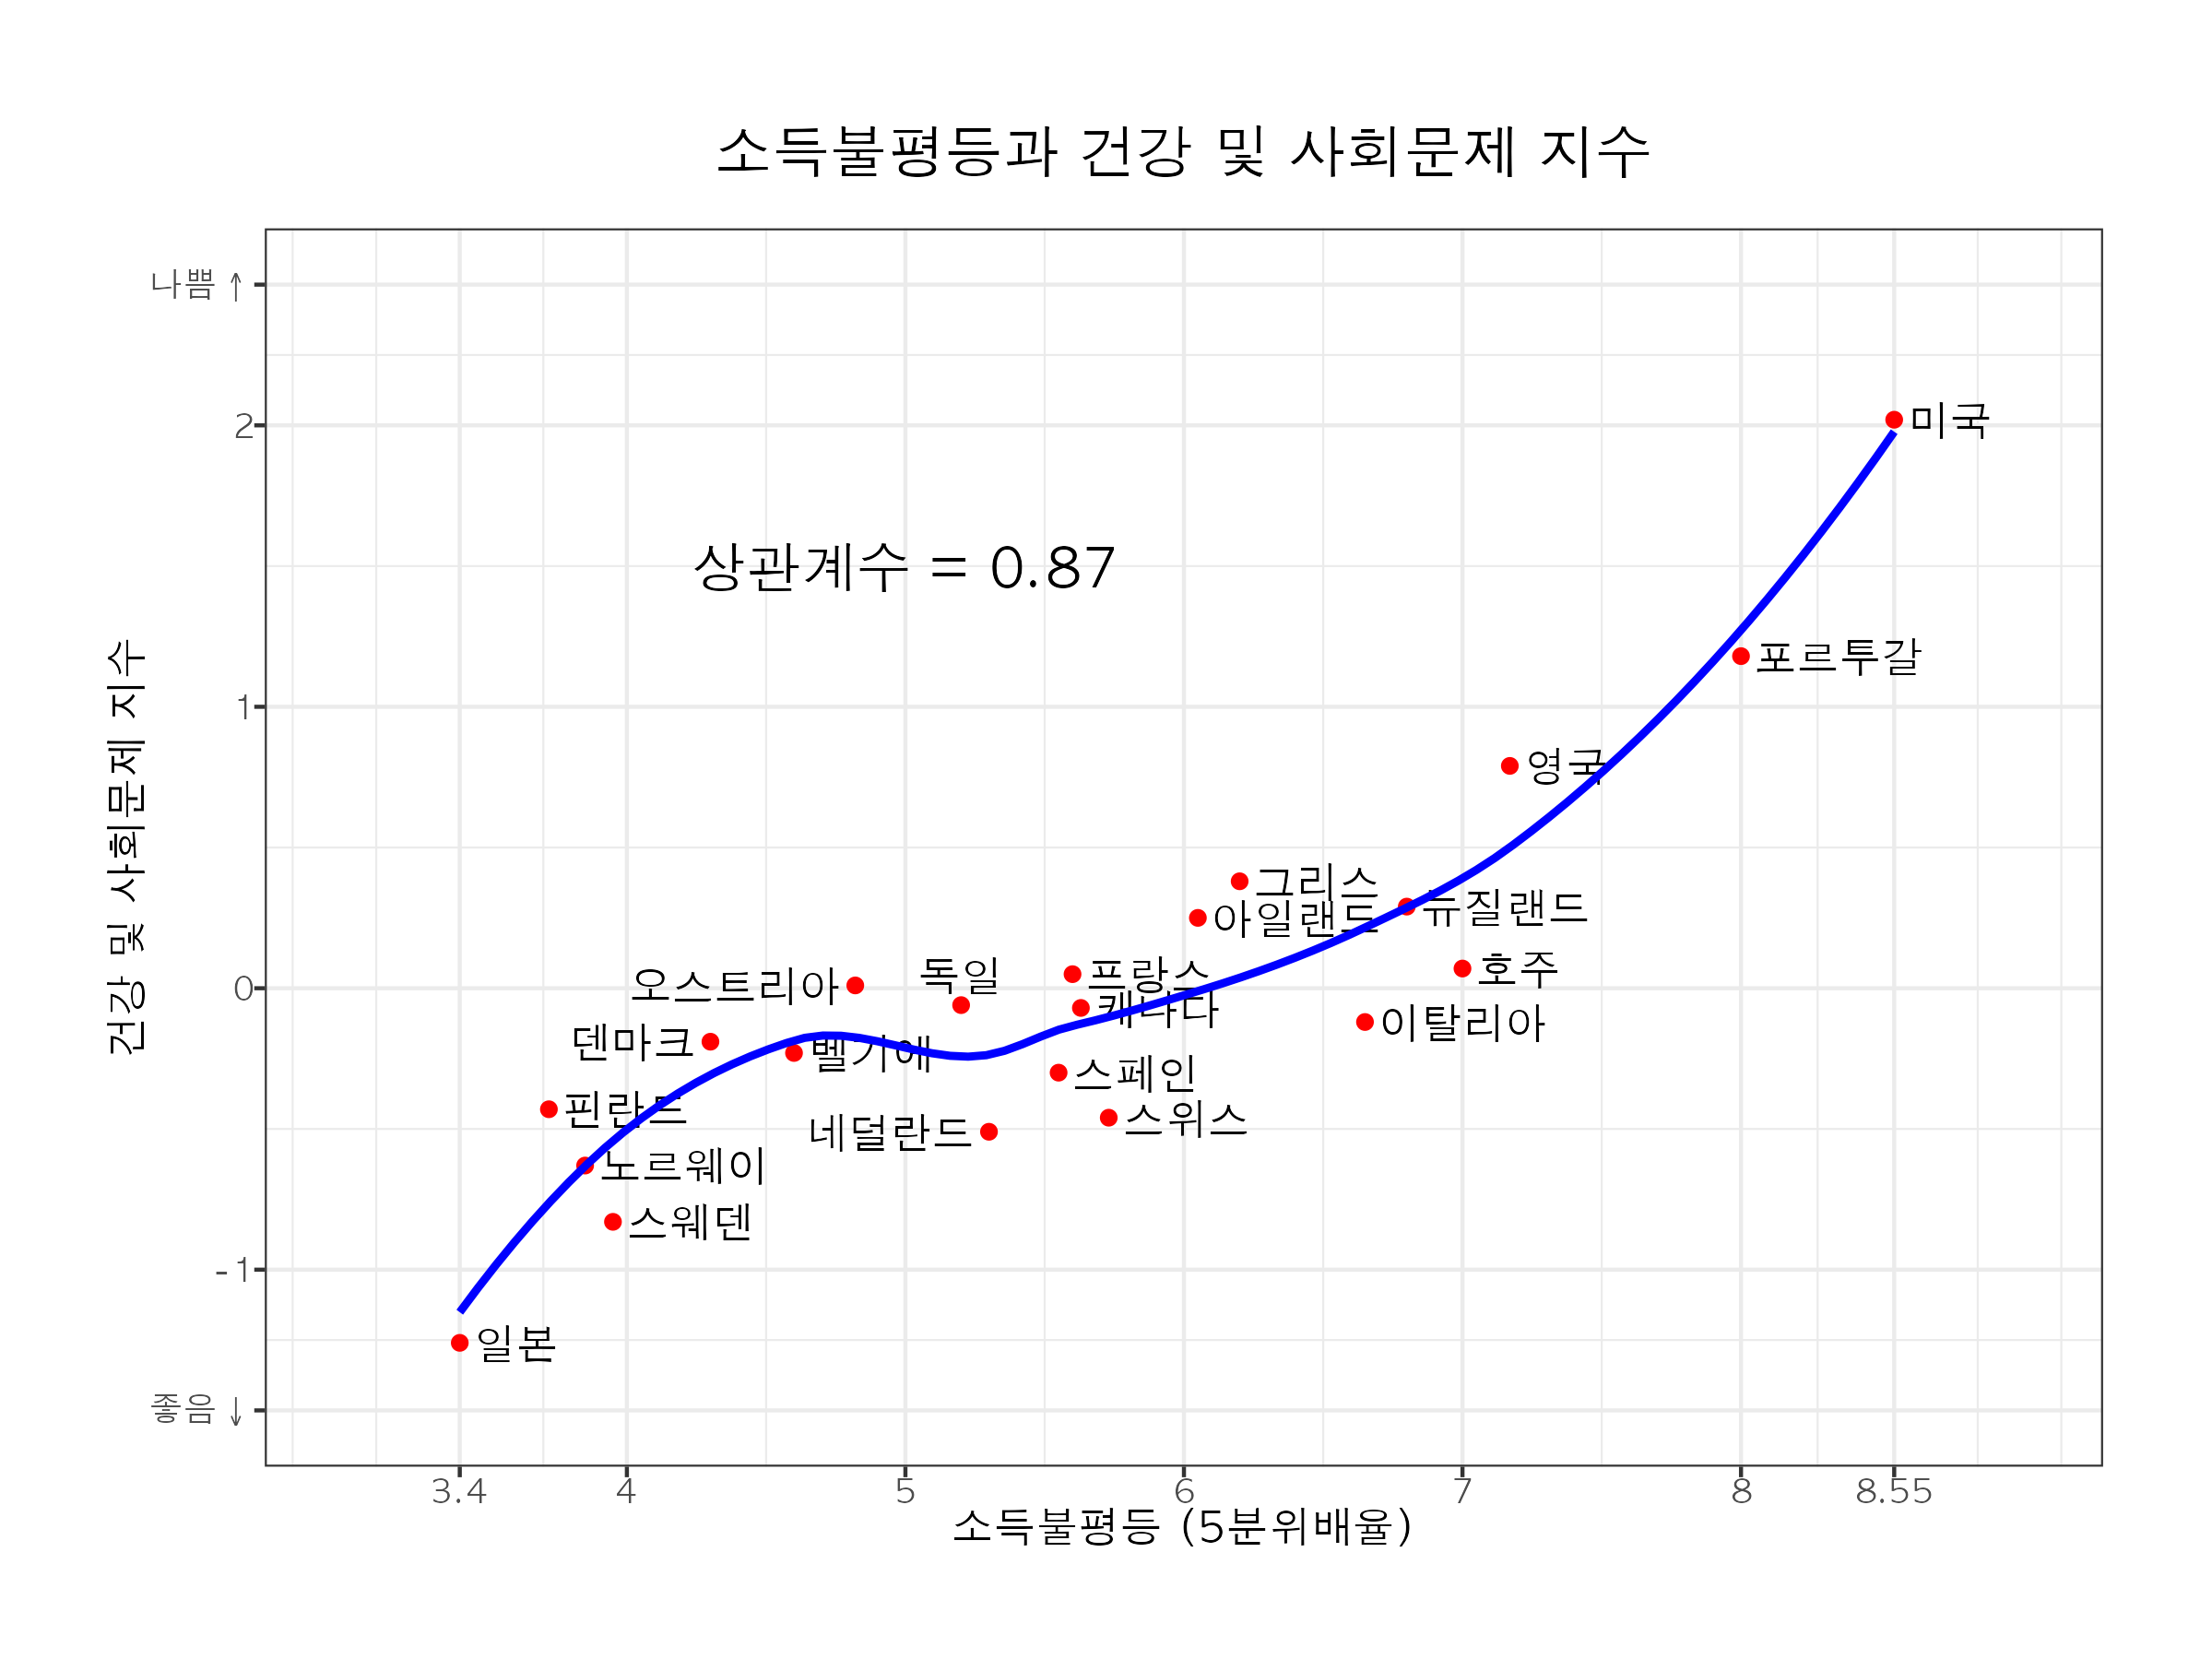 소득불평등과 건강 및 사회문제 지수
나쁨 ↑
2
1
0
-1
좋음 ↓
건강 및 사회문제 지수
상관계수 = 0.87
미국
포르투갈
영국
그리스
아일랜드
뉴질랜드
호주
이탈리아
오스트리아
독일
프랑스
캐나다
덴마크
벨기에
스페인
스위스
네덜란드
핀란드
노르웨이
스웨덴
일본
3.4
4
5
6
7
8
8.55
소득불평등 (5분위배율)